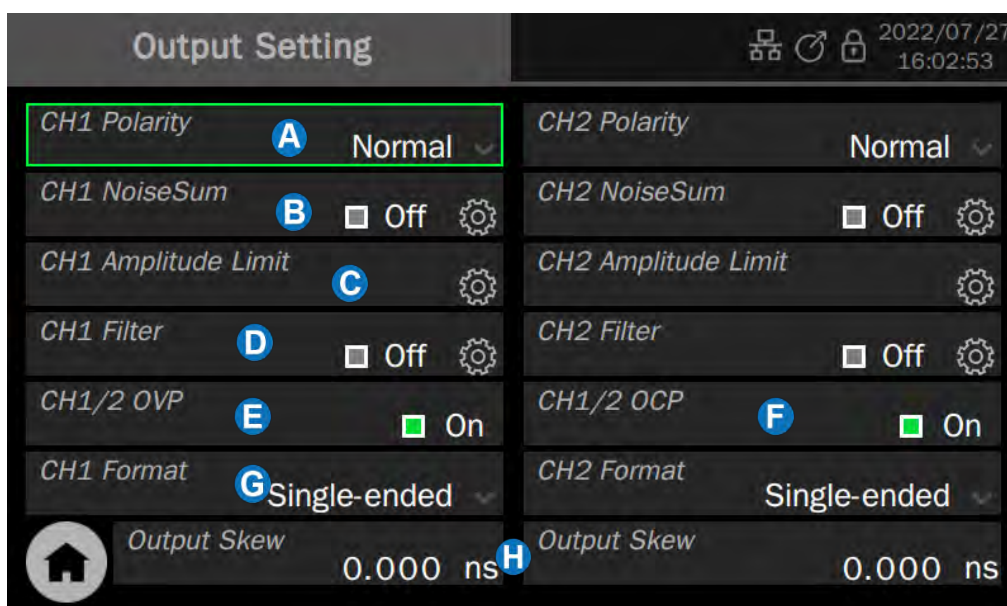 Output Setting
2022/07/27
16:02:53
CH1 Polarity
A
Normal
CH2 Polarity
Normal
CH1 NoiseSum
B
Off
CH2 NoiseSum
Off
CH1 Amplitude Limit
C
CH2 Amplitude Limit
CH1 Filter
D
Off
CH2 Filter
Off
CH1/2 OVP
E
On
CH1/2 OCP
F
On
CH1 Format
G
Single-ended
CH2 Format
Single-ended
Output Skew
0.000 ns
H
Output Skew
0.000 ns